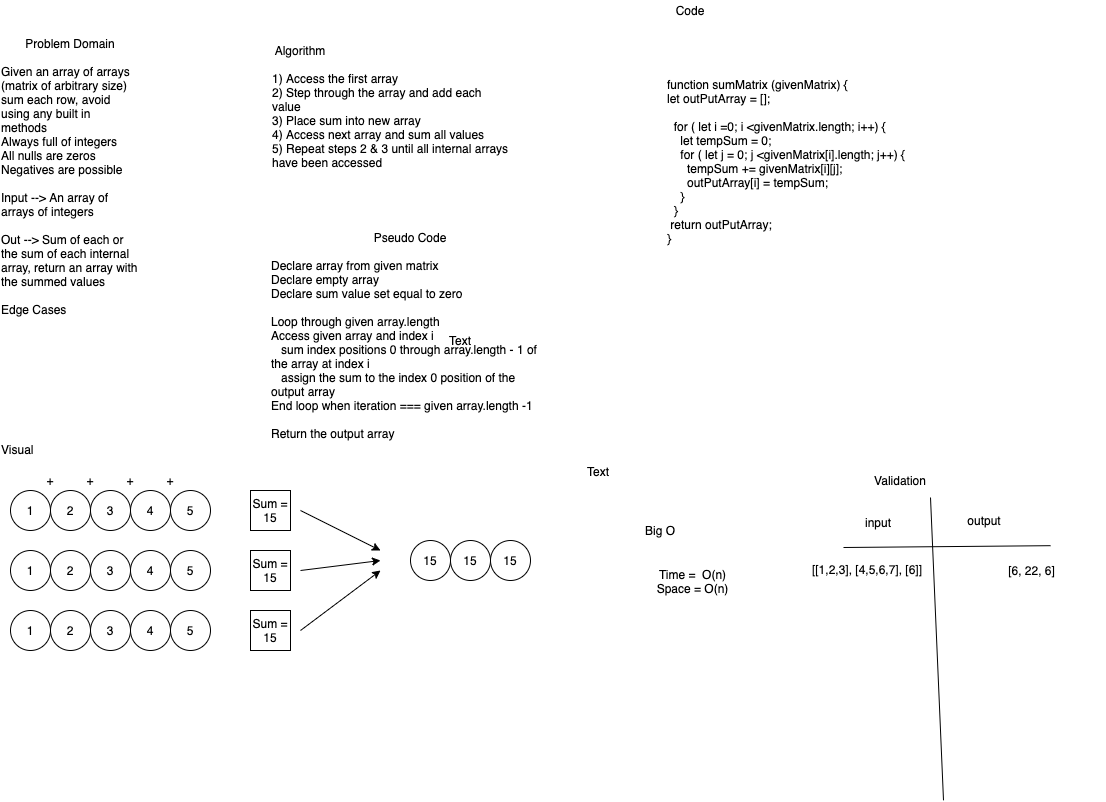 Problem Domain
Given an array of arrays
(matrix of arbitrary size)
sum each row, avoid
using any built in
methods
Always full of integers
All nulls are zeros
Negatives are possible
Input --> An array of
arrays of integers
Out --> Sum of each or
the sum of each internal
array, return an array with
the summed values
Edge Cases
Algorithm
1) Access the first array
2) Step through the array and add each
value
3) Place sum into new array
4) Access next array and sum all values
5) Repeat steps 2 & 3 until all internal arrays
have been accessed
Pseudo Code
Declare array from given matrix
Declare empty array
Declare sum value set equal to zero
Loop through given array.length
Access given array and index i
Text
sum index positions 0 through array.length - 1 of
the array at index i
assign the sum to the index 0 position of the
output array
End loop when iteration === given array.length -1
Return the output array
Code
function sumMatrix (givenMatrix) {
let outPutArray = [];
for ( let i =0; i <givenMatrix.length; i++) {
let tempSum = 0;
for ( let j = 0; j <givenMatrix[i].length; j++) {
tempSum += givenMatrix[i][j];
outPutArray[i] = tempSum;
}
}
return outPutArray;
}
Visual
+ + + +
1 2 3 4 5
Sum =
15
1 2 3 4 5
Sum =
15
1 2 3 4 5
Sum =
15
15 15 15
Text
Big O
Time = O(n)
Space = O(n)
Validation
input output
[[1,2,3], [4,5,6,7], [6]] [6, 22, 6]